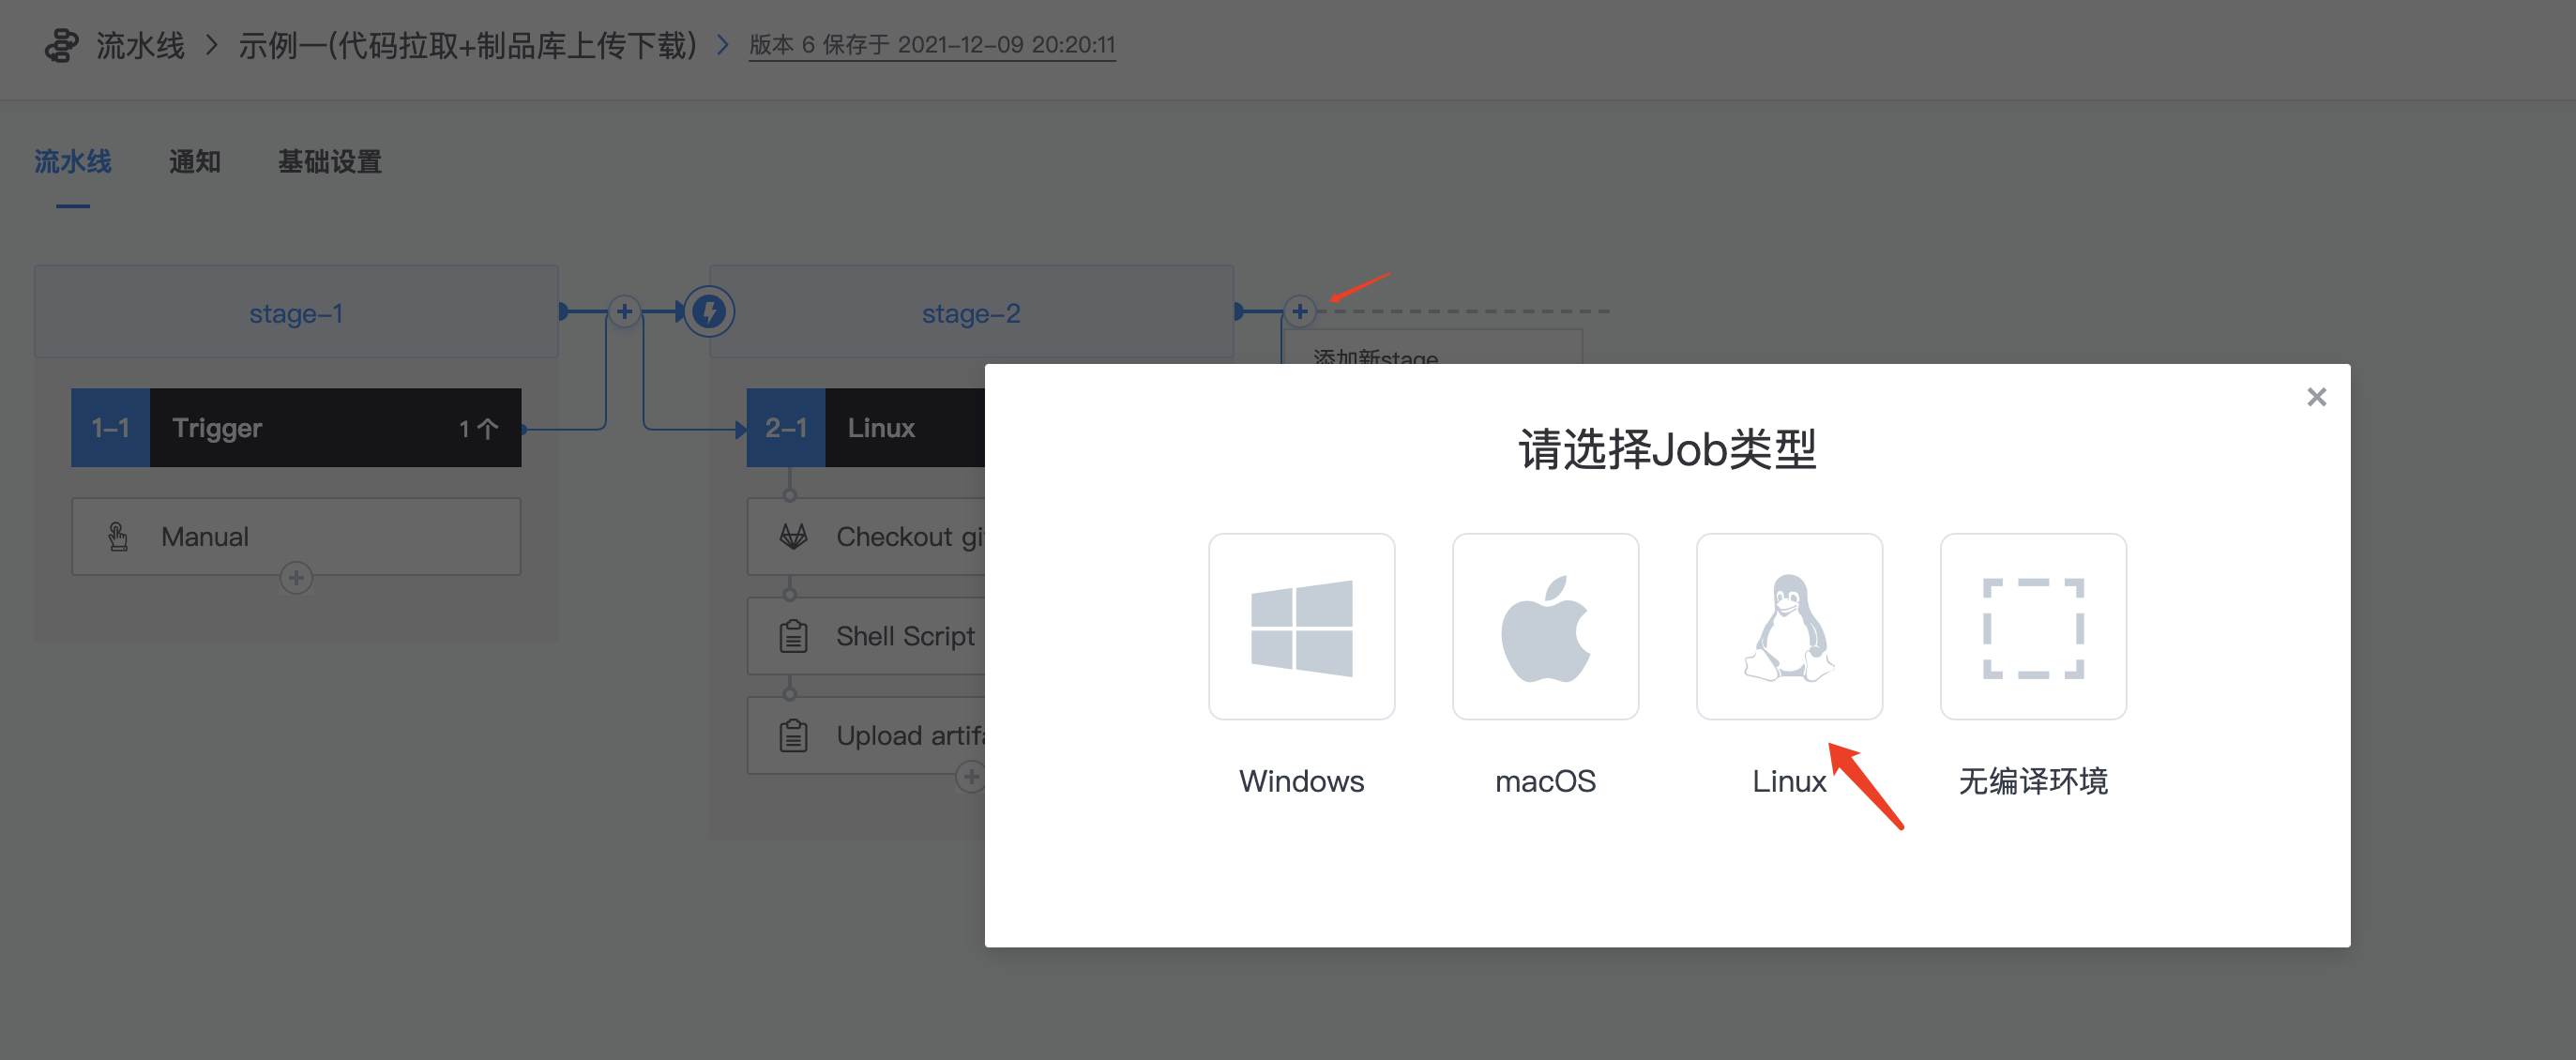 流水线 > 示例一(代码拉取+制品库上传下载) > 版本 6 保存于 2021-12-09 20:20:11
流水线 通知 基础设置
stage-1
stage-2
添加新stage
1-1 Trigger 1 个
Manual
2-1 Linux
Checkout gi
Shell Script
Upload artifa
请选择Job类型
Windows
macOS
Linux
无编译环境